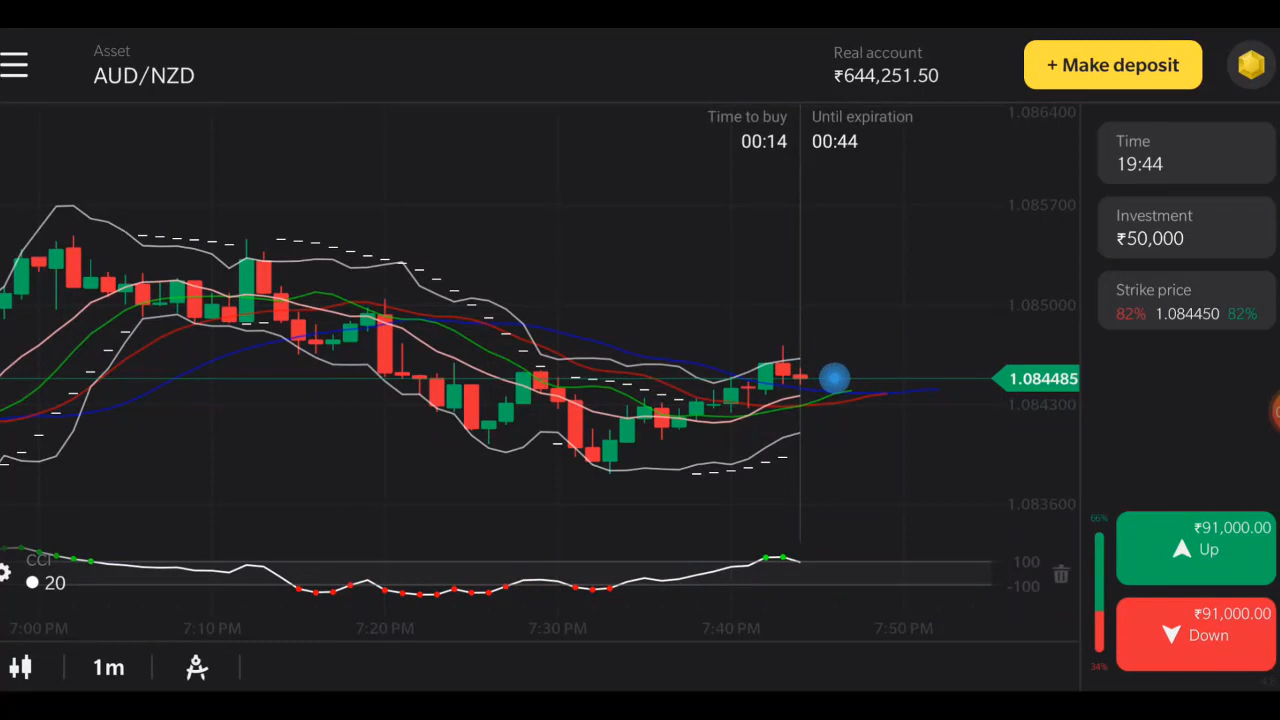 Asset
AUD/NZD
Real account
₹644,251.50
+ Make deposit
Time to buy
00:14
Until expiration
00:44
1.086400
1.085700
1.085000
1.084485
1.084300
1.083600
Time
19:44
Investment
₹50,000
Strike price
82% 1.084450 82%
66%
₹91,000.00
Up
₹91,000.00
Down
34%
CCI
20
100
-100
7:00 PM
7:10 PM
7:20 PM
7:30 PM
7:40 PM
7:50 PM
1m